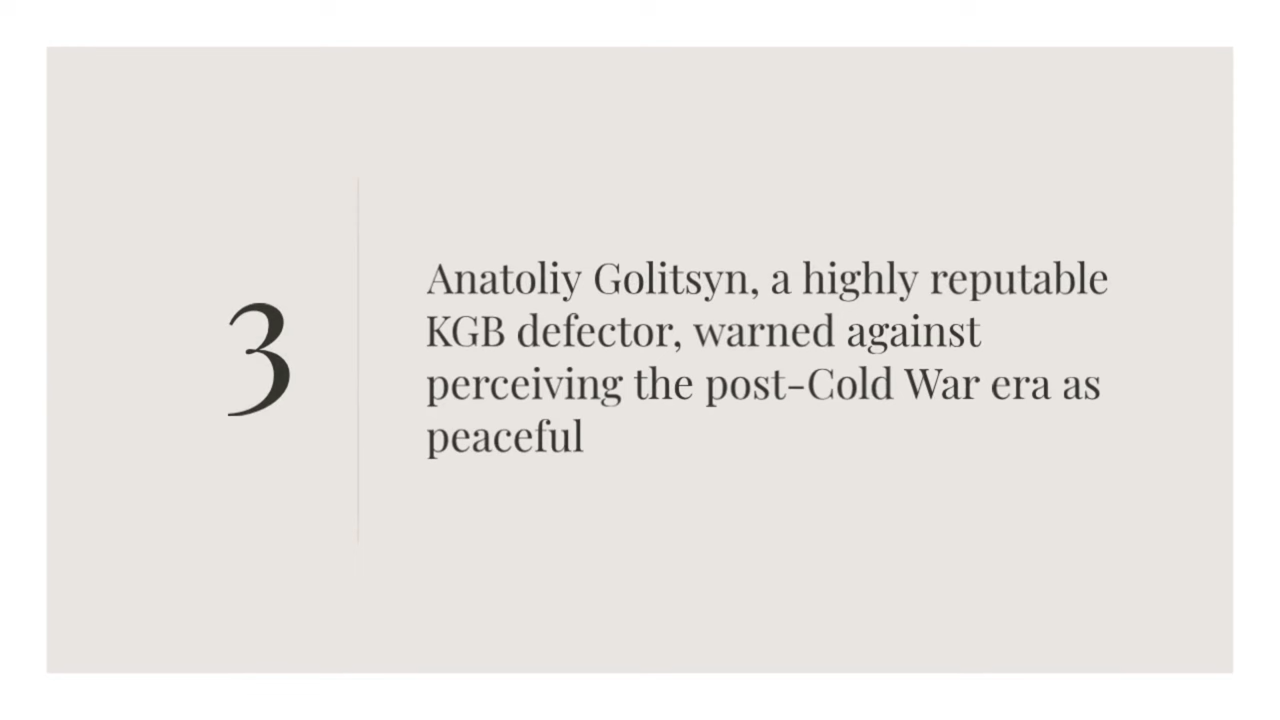 3
Anatoliy Golitsyn, a highly reputable
KGB defector, warned against
perceiving the post-Cold War era as
peaceful